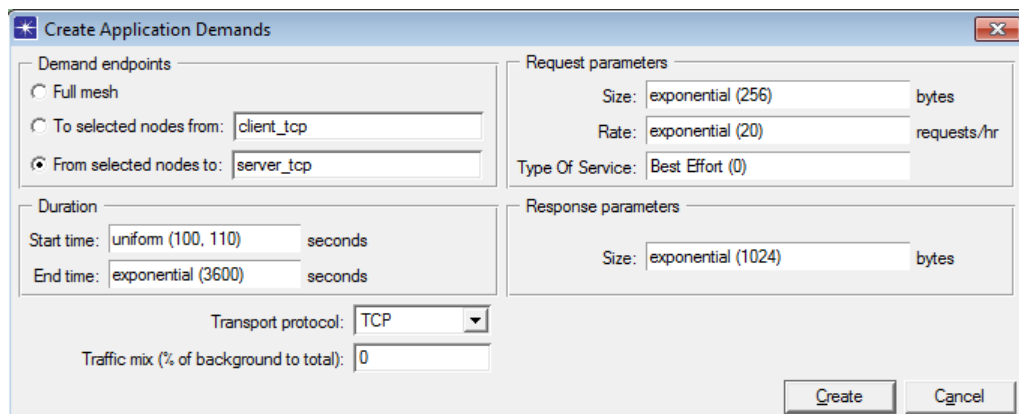 Create Application Demands
Demand endpoints
Full mesh
To selected nodes from: client_tcp
From selected nodes to: server_tcp
Duration
Start time: uniform (100, 110) seconds
End time: exponential (3600) seconds
Transport protocol: TCP
Traffic mix (% of background to total): 0
Request parameters
Size: exponential (256) bytes
Rate: exponential (20) requests/hr
Type Of Service: Best Effort (0)
Response parameters
Size: exponential (1024) bytes
Create Cancel